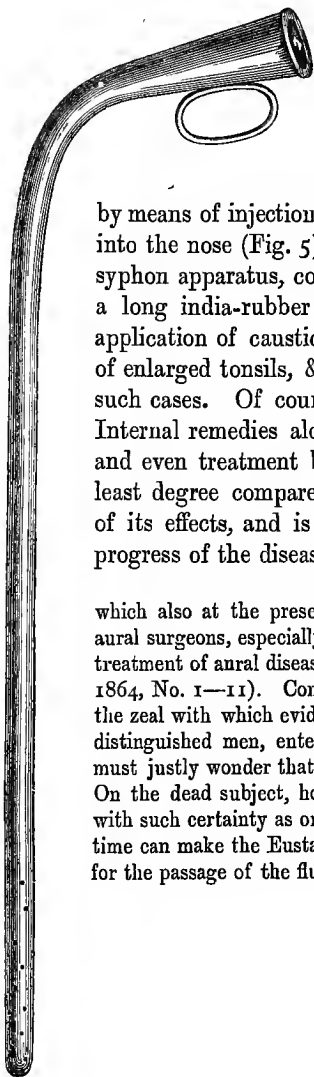 by means of injection
into the nose (Fig. 5)
syphon apparatus, co
a long india-rubber
application of caustic
of enlarged tonsils, &
such cases. Of cour
Internal remedies alo
and even treatment b
least degree compare
of its effects, and is
progress of the diseas
which also at the prese
aural surgeons, especially
treatment of anral diseas
1864, No. 1—11). Con
the zeal with which evid
distinguished men, ente
must justly wonder that
On the dead subject, ho
with such certainty as or
time can make the Eusta
for the passage of the flu